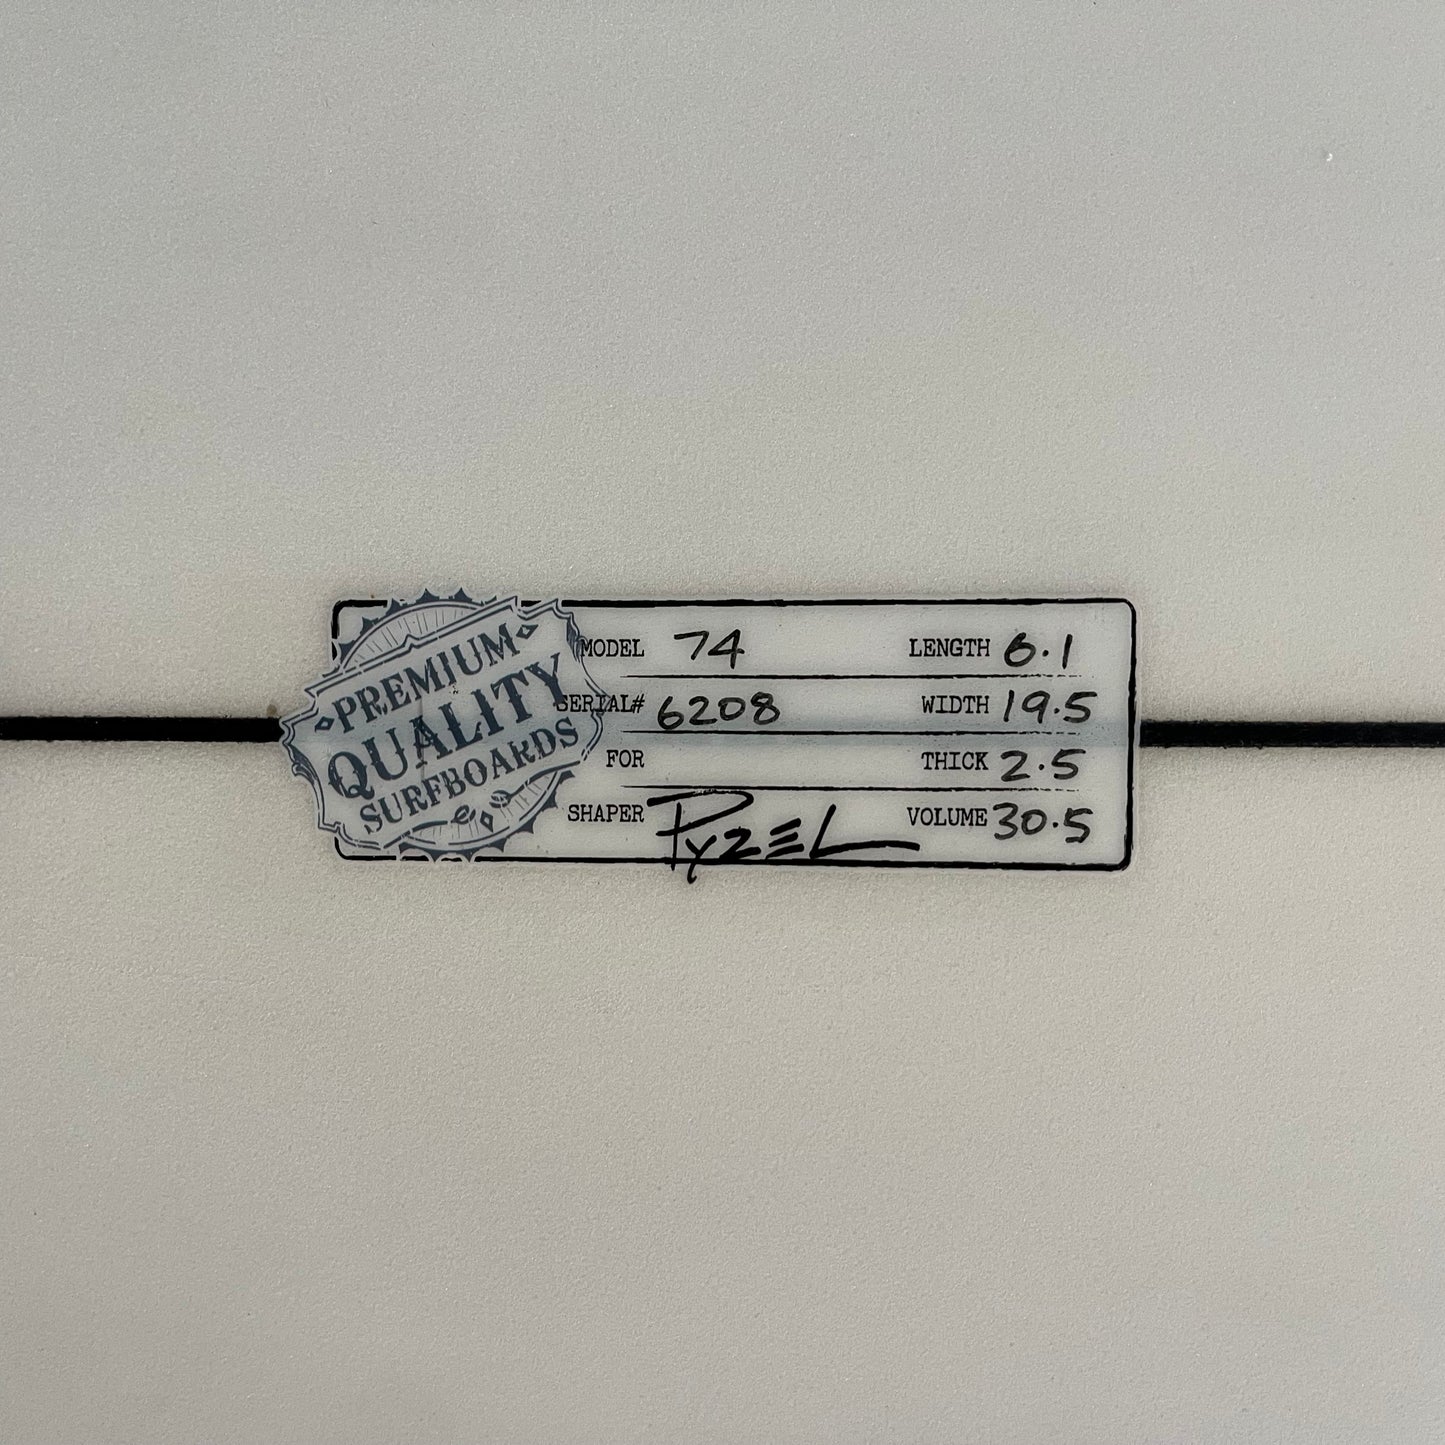 PREMIUM
QUALITY
SURFBOARDS
MODEL 74 LENGTH 6.1
SERIAL# 6208 WIDTH 19.5
FOR THICK 2.5
SHAPER PYZEL VOLUME 30.5